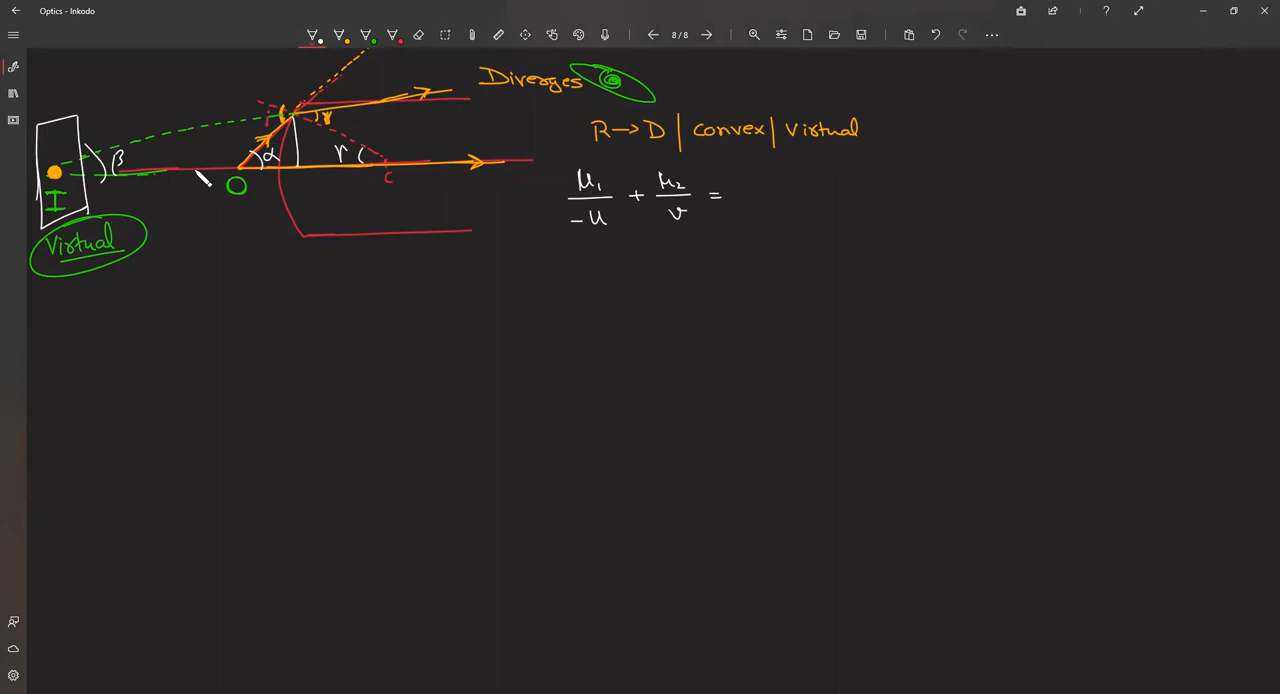 Optics - Inkodo
8/8
Diverges
R→D | convex | virtual
μ₁/-u + μ₂/v =
β
α
γ
r
C
O
I
Virtual